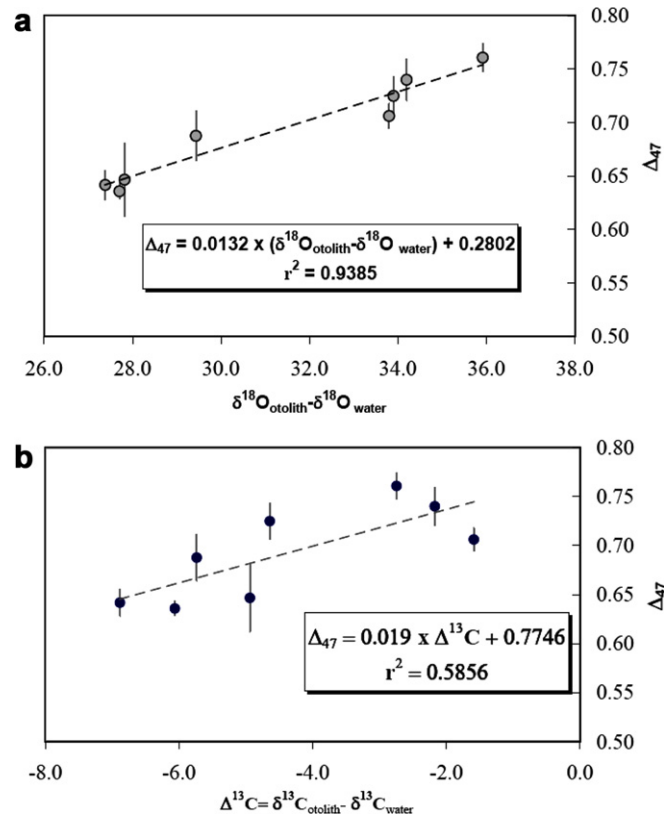 a
0.80
0.75
0.70
0.65
0.60
0.55
0.50
Δ47
Δ47 = 0.0132 x (δ18Ootolith-δ18O water) + 0.2802
r2 = 0.9385
26.0 28.0 30.0 32.0 34.0 36.0 38.0
δ18Ootolith-δ18O water
b
0.80
0.75
0.70
0.65
0.60
0.55
0.50
Δ47
Δ47 = 0.019 x Δ13C + 0.7746
r2 = 0.5856
-8.0 -6.0 -4.0 -2.0 0.0
Δ13C= δ13Cotolith- δ13Cwater